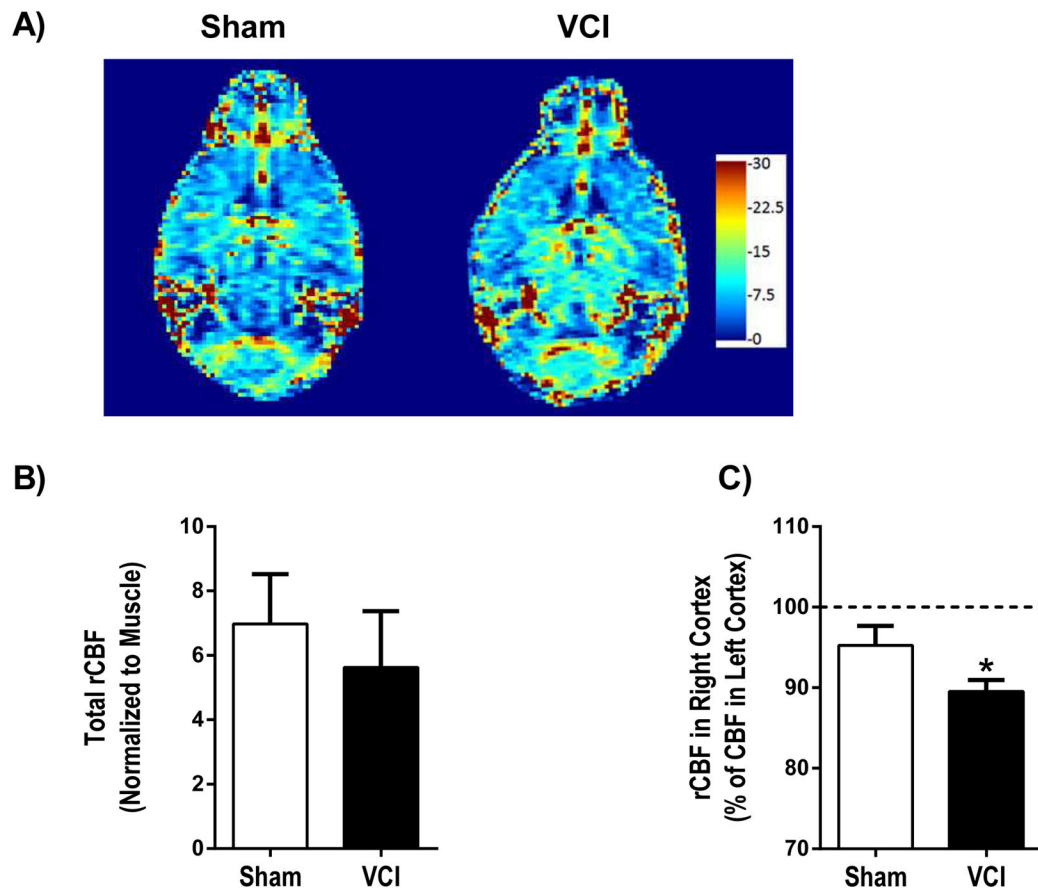 A)
Sham
VCI
-30
-22.5
-15
-7.5
-0
B)
Total rCBF
(Normalized to Muscle)
10
8
6
4
2
0
Sham
VCI
C)
rCBF in Right Cortex
(% of CBF in Left Cortex)
110
100
90
80
70
*
Sham
VCI